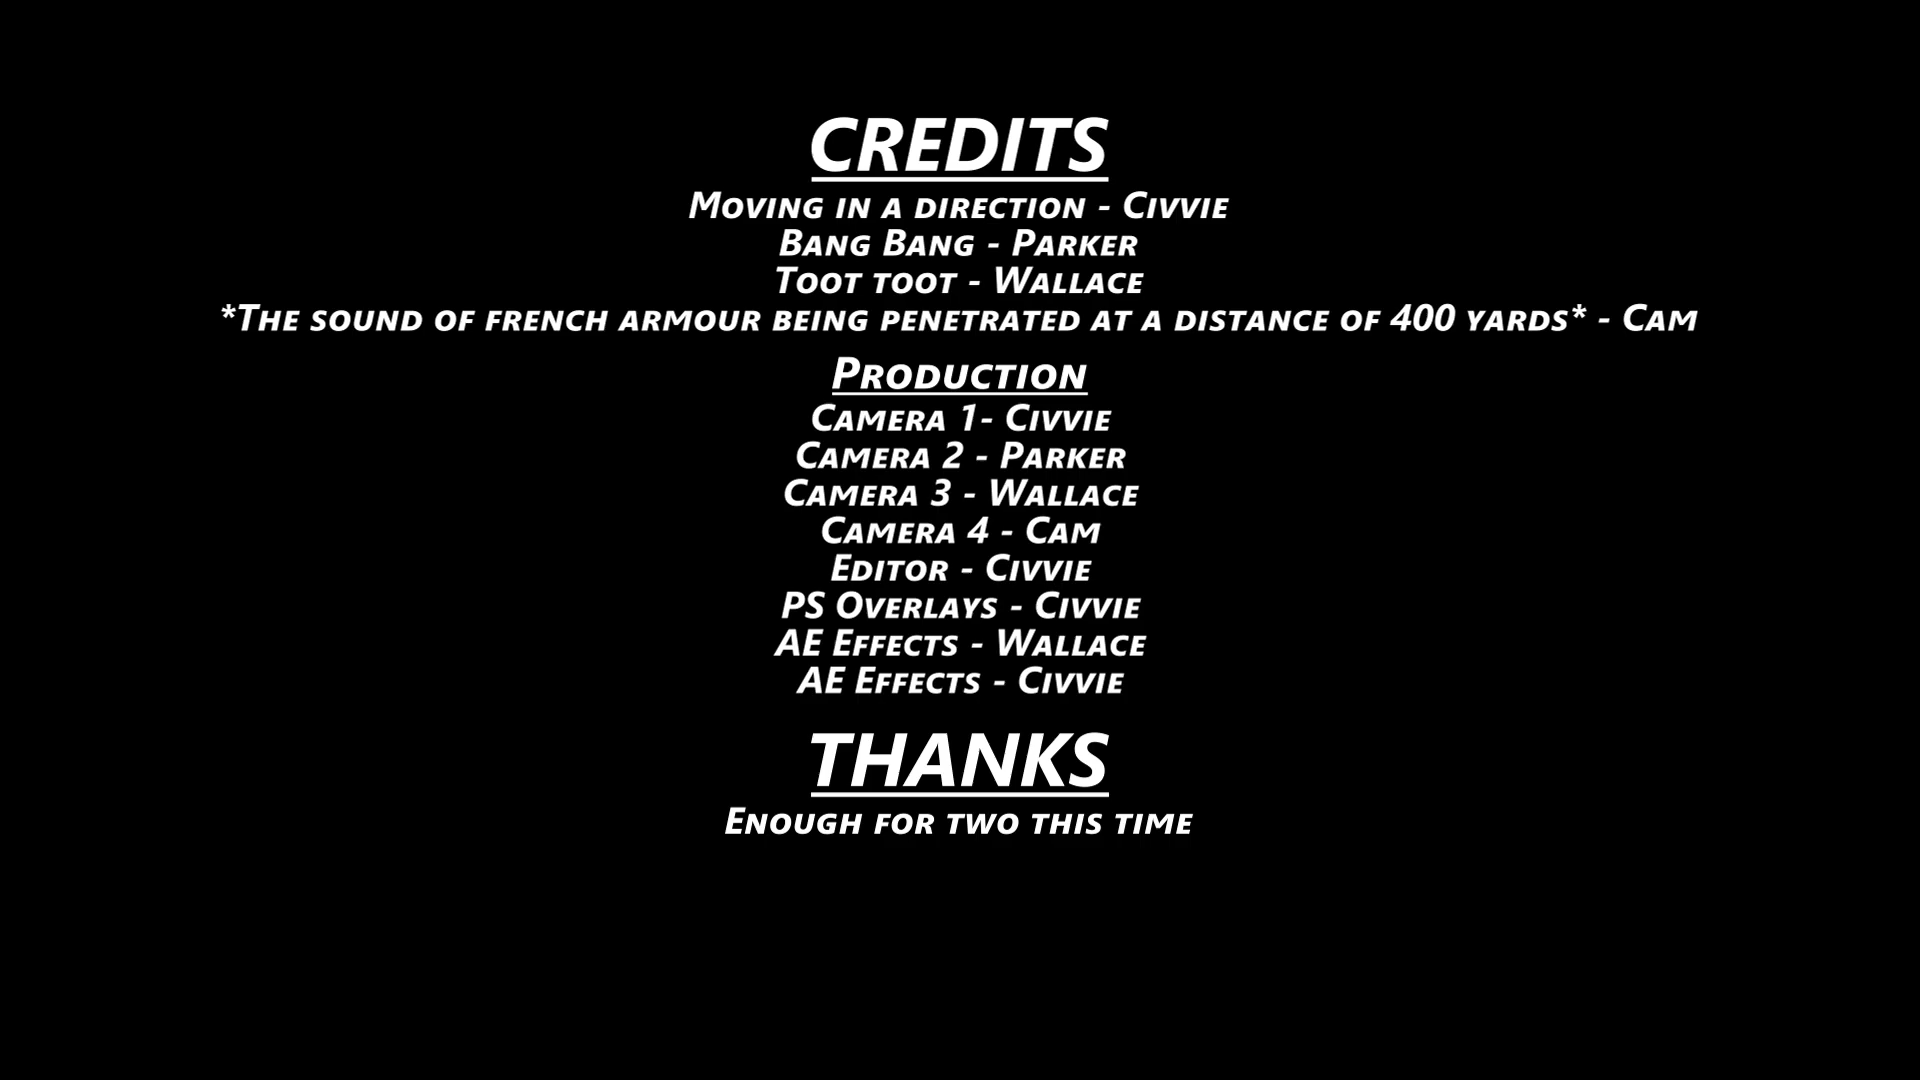 CREDITS
Moving in a direction - Civvie
Bang Bang - Parker
Toot toot - Wallace
*The sound of french armour being penetrated at a distance of 400 yards* - Cam
Production
Camera 1- Civvie
Camera 2 - Parker
Camera 3 - Wallace
Camera 4 - Cam
Editor - Civvie
PS Overlays - Civvie
AE Effects - Wallace
AE Effects - Civvie
THANKS
Enough for two this time